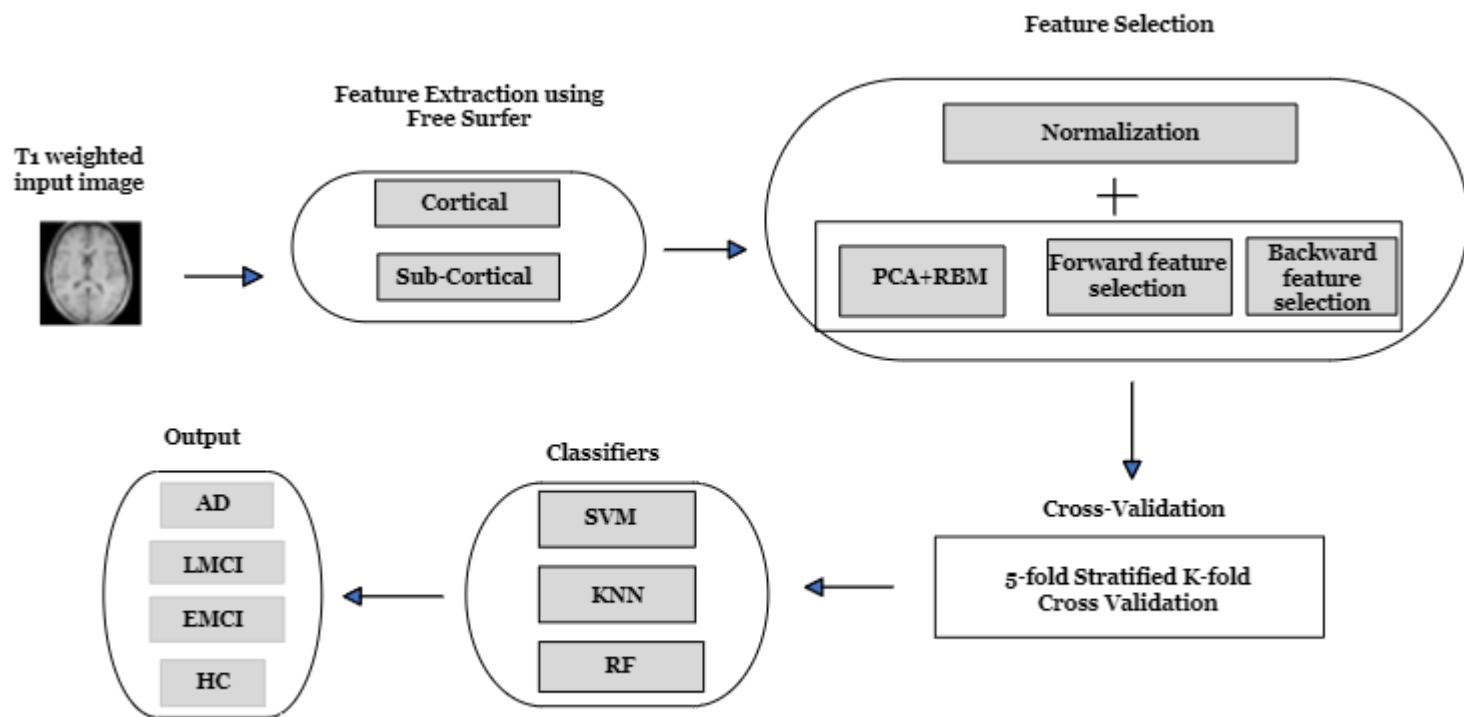 T1 weighted
input image
Feature Extraction using
Free Surfer
Cortical
Sub-Cortical
Feature Selection
Normalization
PCA+RBM
Forward feature
selection
Backward
feature
selection
Cross-Validation
5-fold Stratified K-fold
Cross Validation
Classifiers
SVM
KNN
RF
Output
AD
LMCI
EMCI
HC